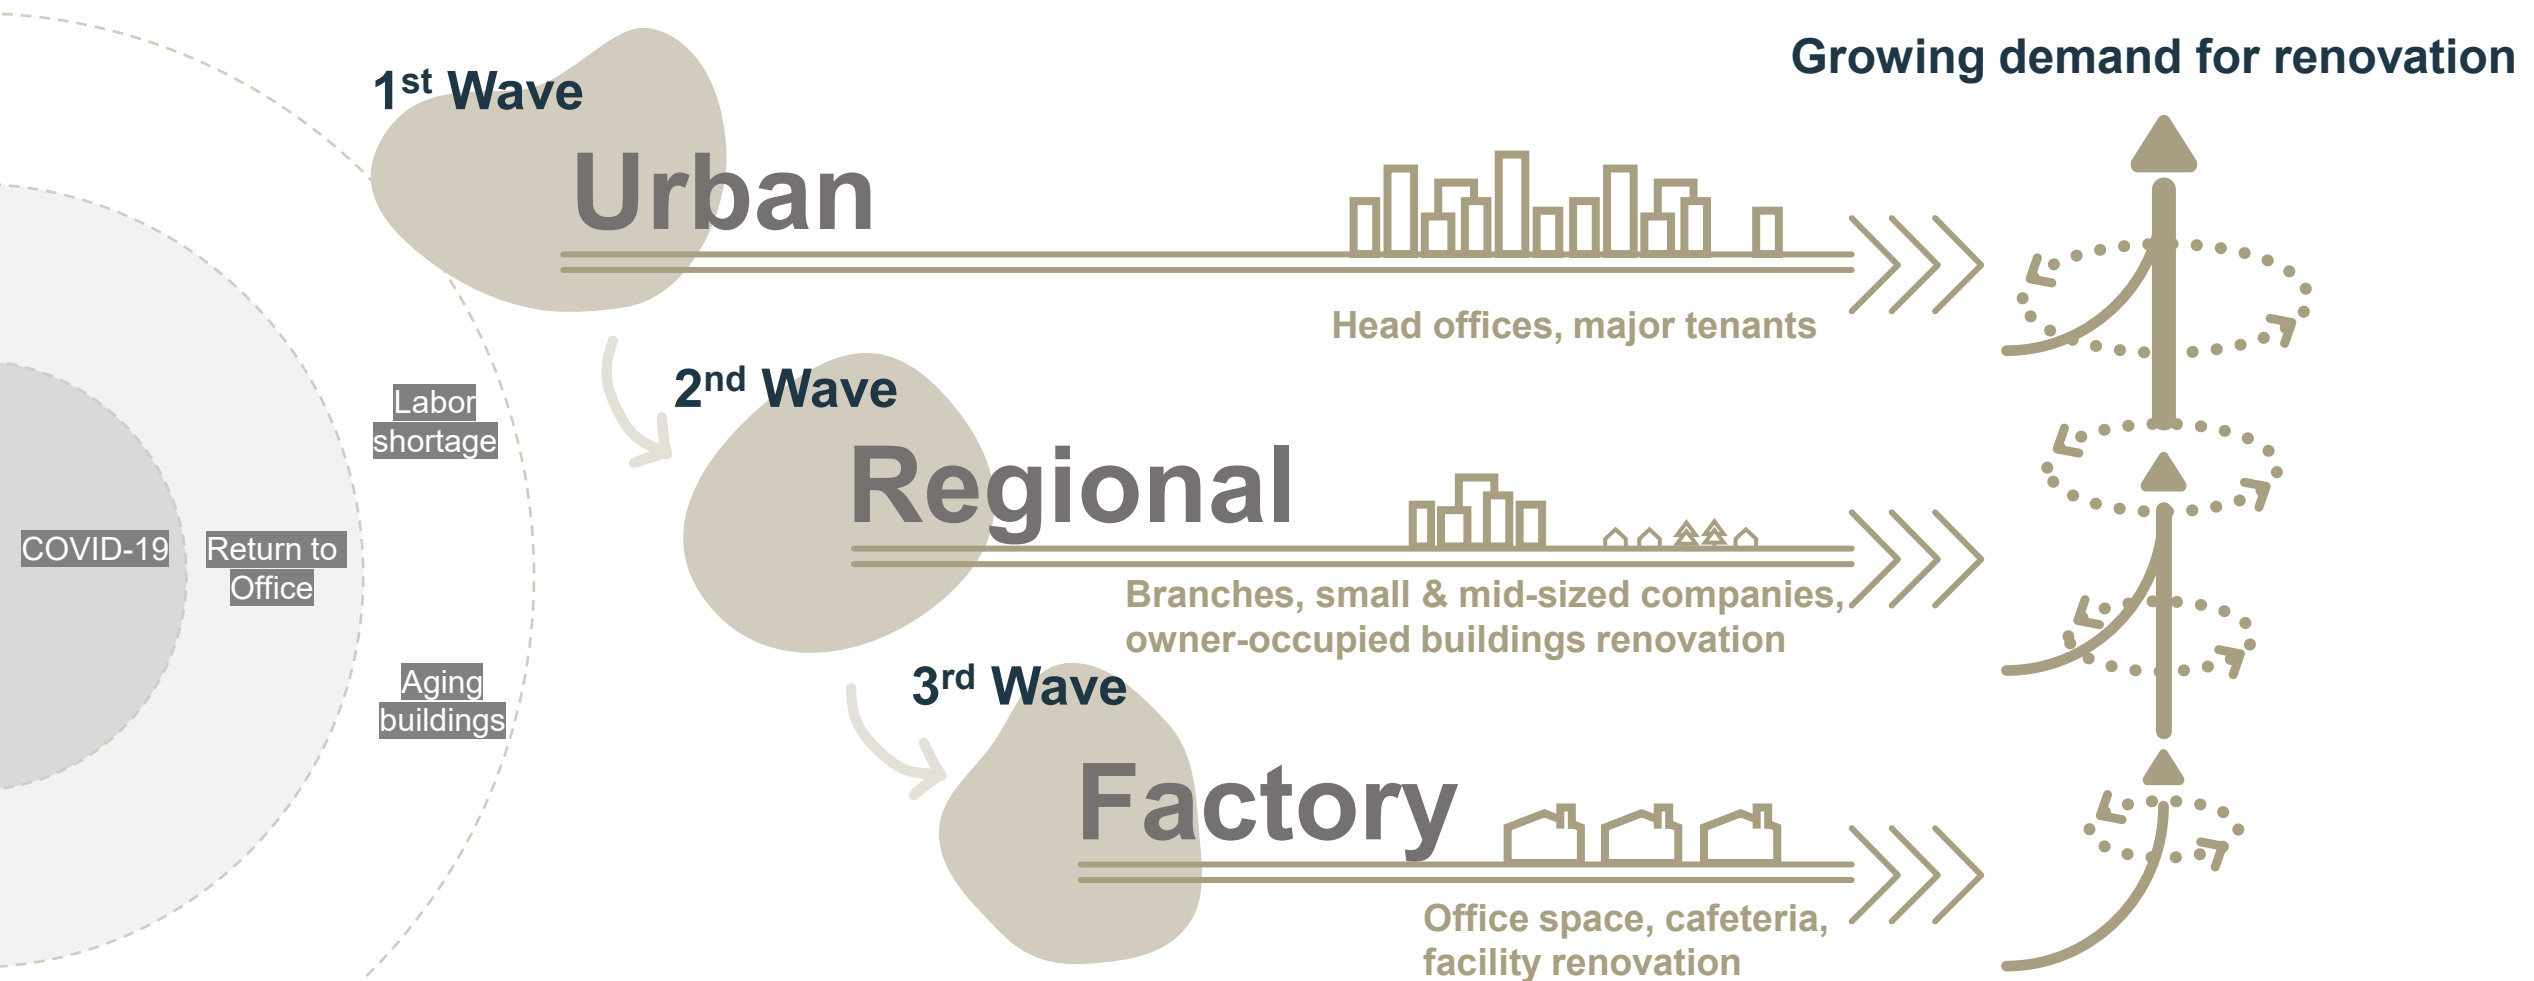 Growing demand for renovation
1st Wave
Urban
Head offices, major tenants
2nd Wave
Regional
Branches, small & mid-sized companies,
owner-occupied buildings renovation
3rd Wave
Factory
Office space, cafeteria,
facility renovation
COVID-19
Return to
Office
Labor
shortage
Aging
buildings